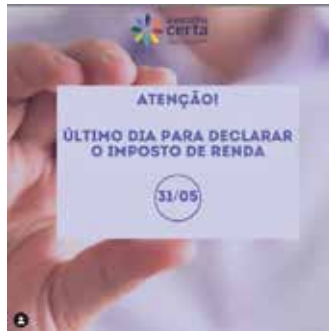 certa
ATENÇÃO!
ÚLTIMO DIA PARA DECLARAR
O IMPOSTO DE RENDA
31/05